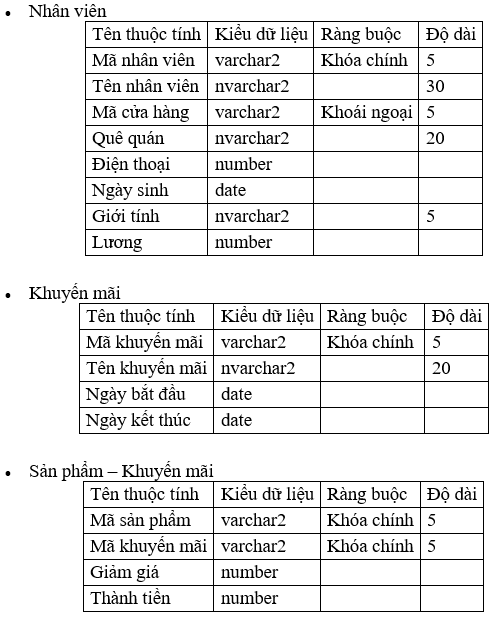 • Nhân viên
Tên thuộc tính Kiểu dữ liệu Ràng buộc Độ dài
Mã nhân viên varchar2 Khóa chính 5
Tên nhân viên nvarchar2 30
Mã cửa hàng varchar2 Khoái ngoại 5
Quê quán nvarchar2 20
Điện thoại number
Ngày sinh date
Giới tính nvarchar2 5
Lương number
• Khuyến mãi
Tên thuộc tính Kiểu dữ liệu Ràng buộc Độ dài
Mã khuyến mãi varchar2 Khóa chính 5
Tên khuyến mãi nvarchar2 20
Ngày bắt đầu date
Ngày kết thúc date
• Sản phẩm – Khuyến mãi
Tên thuộc tính Kiểu dữ liệu Ràng buộc Độ dài
Mã sản phẩm varchar2 Khóa chính 5
Mã khuyến mãi varchar2 Khóa chính 5
Giảm giá number
Thành tiền number